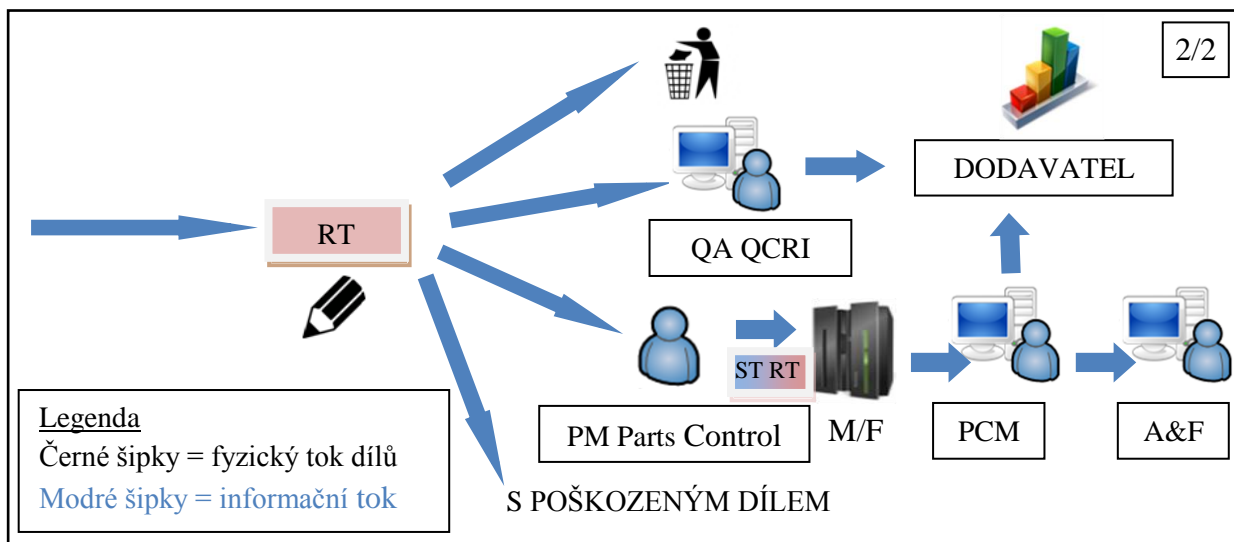 2/2
DODAVATEL
RT
QA QCRI
ST RT
PM Parts Control
M/F
PCM
A&F
Legenda
Černé šipky = fyzický tok dílů
Modré šipky = informační tok
S POŠKOZENÝM DÍLEM